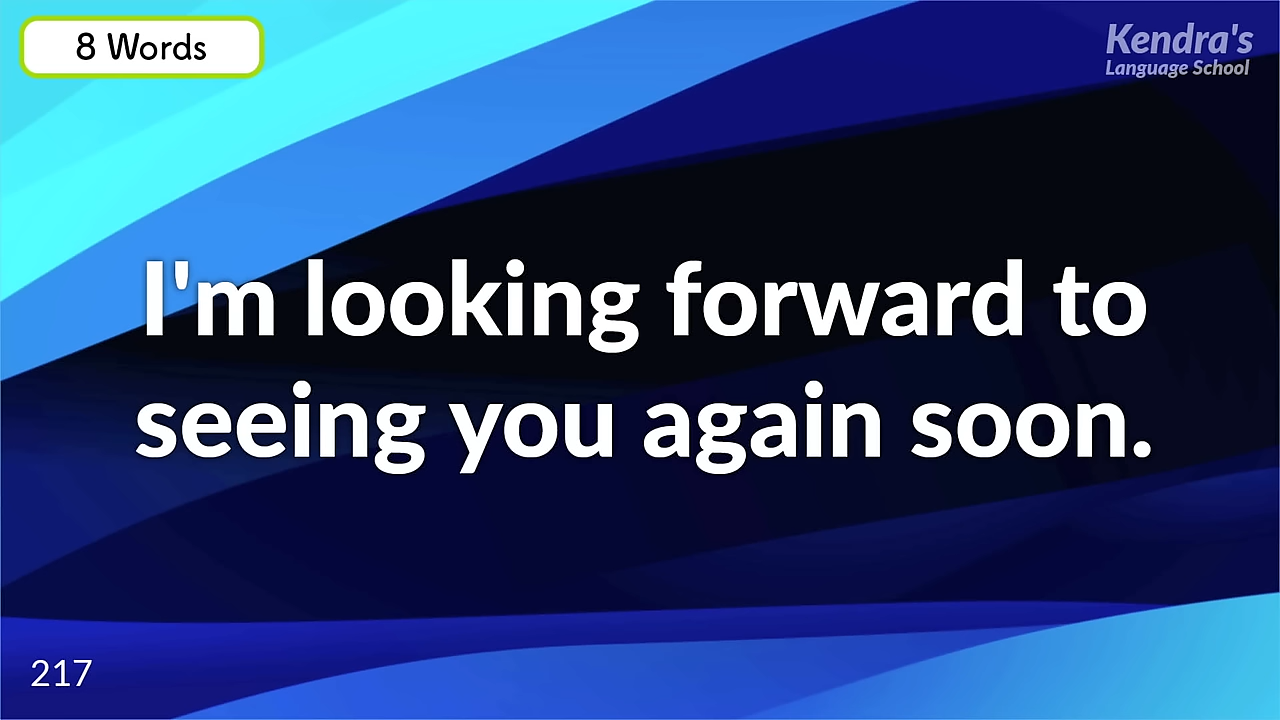 8 Words
Kendra's
Language School
I'm looking forward to
seeing you again soon.
217